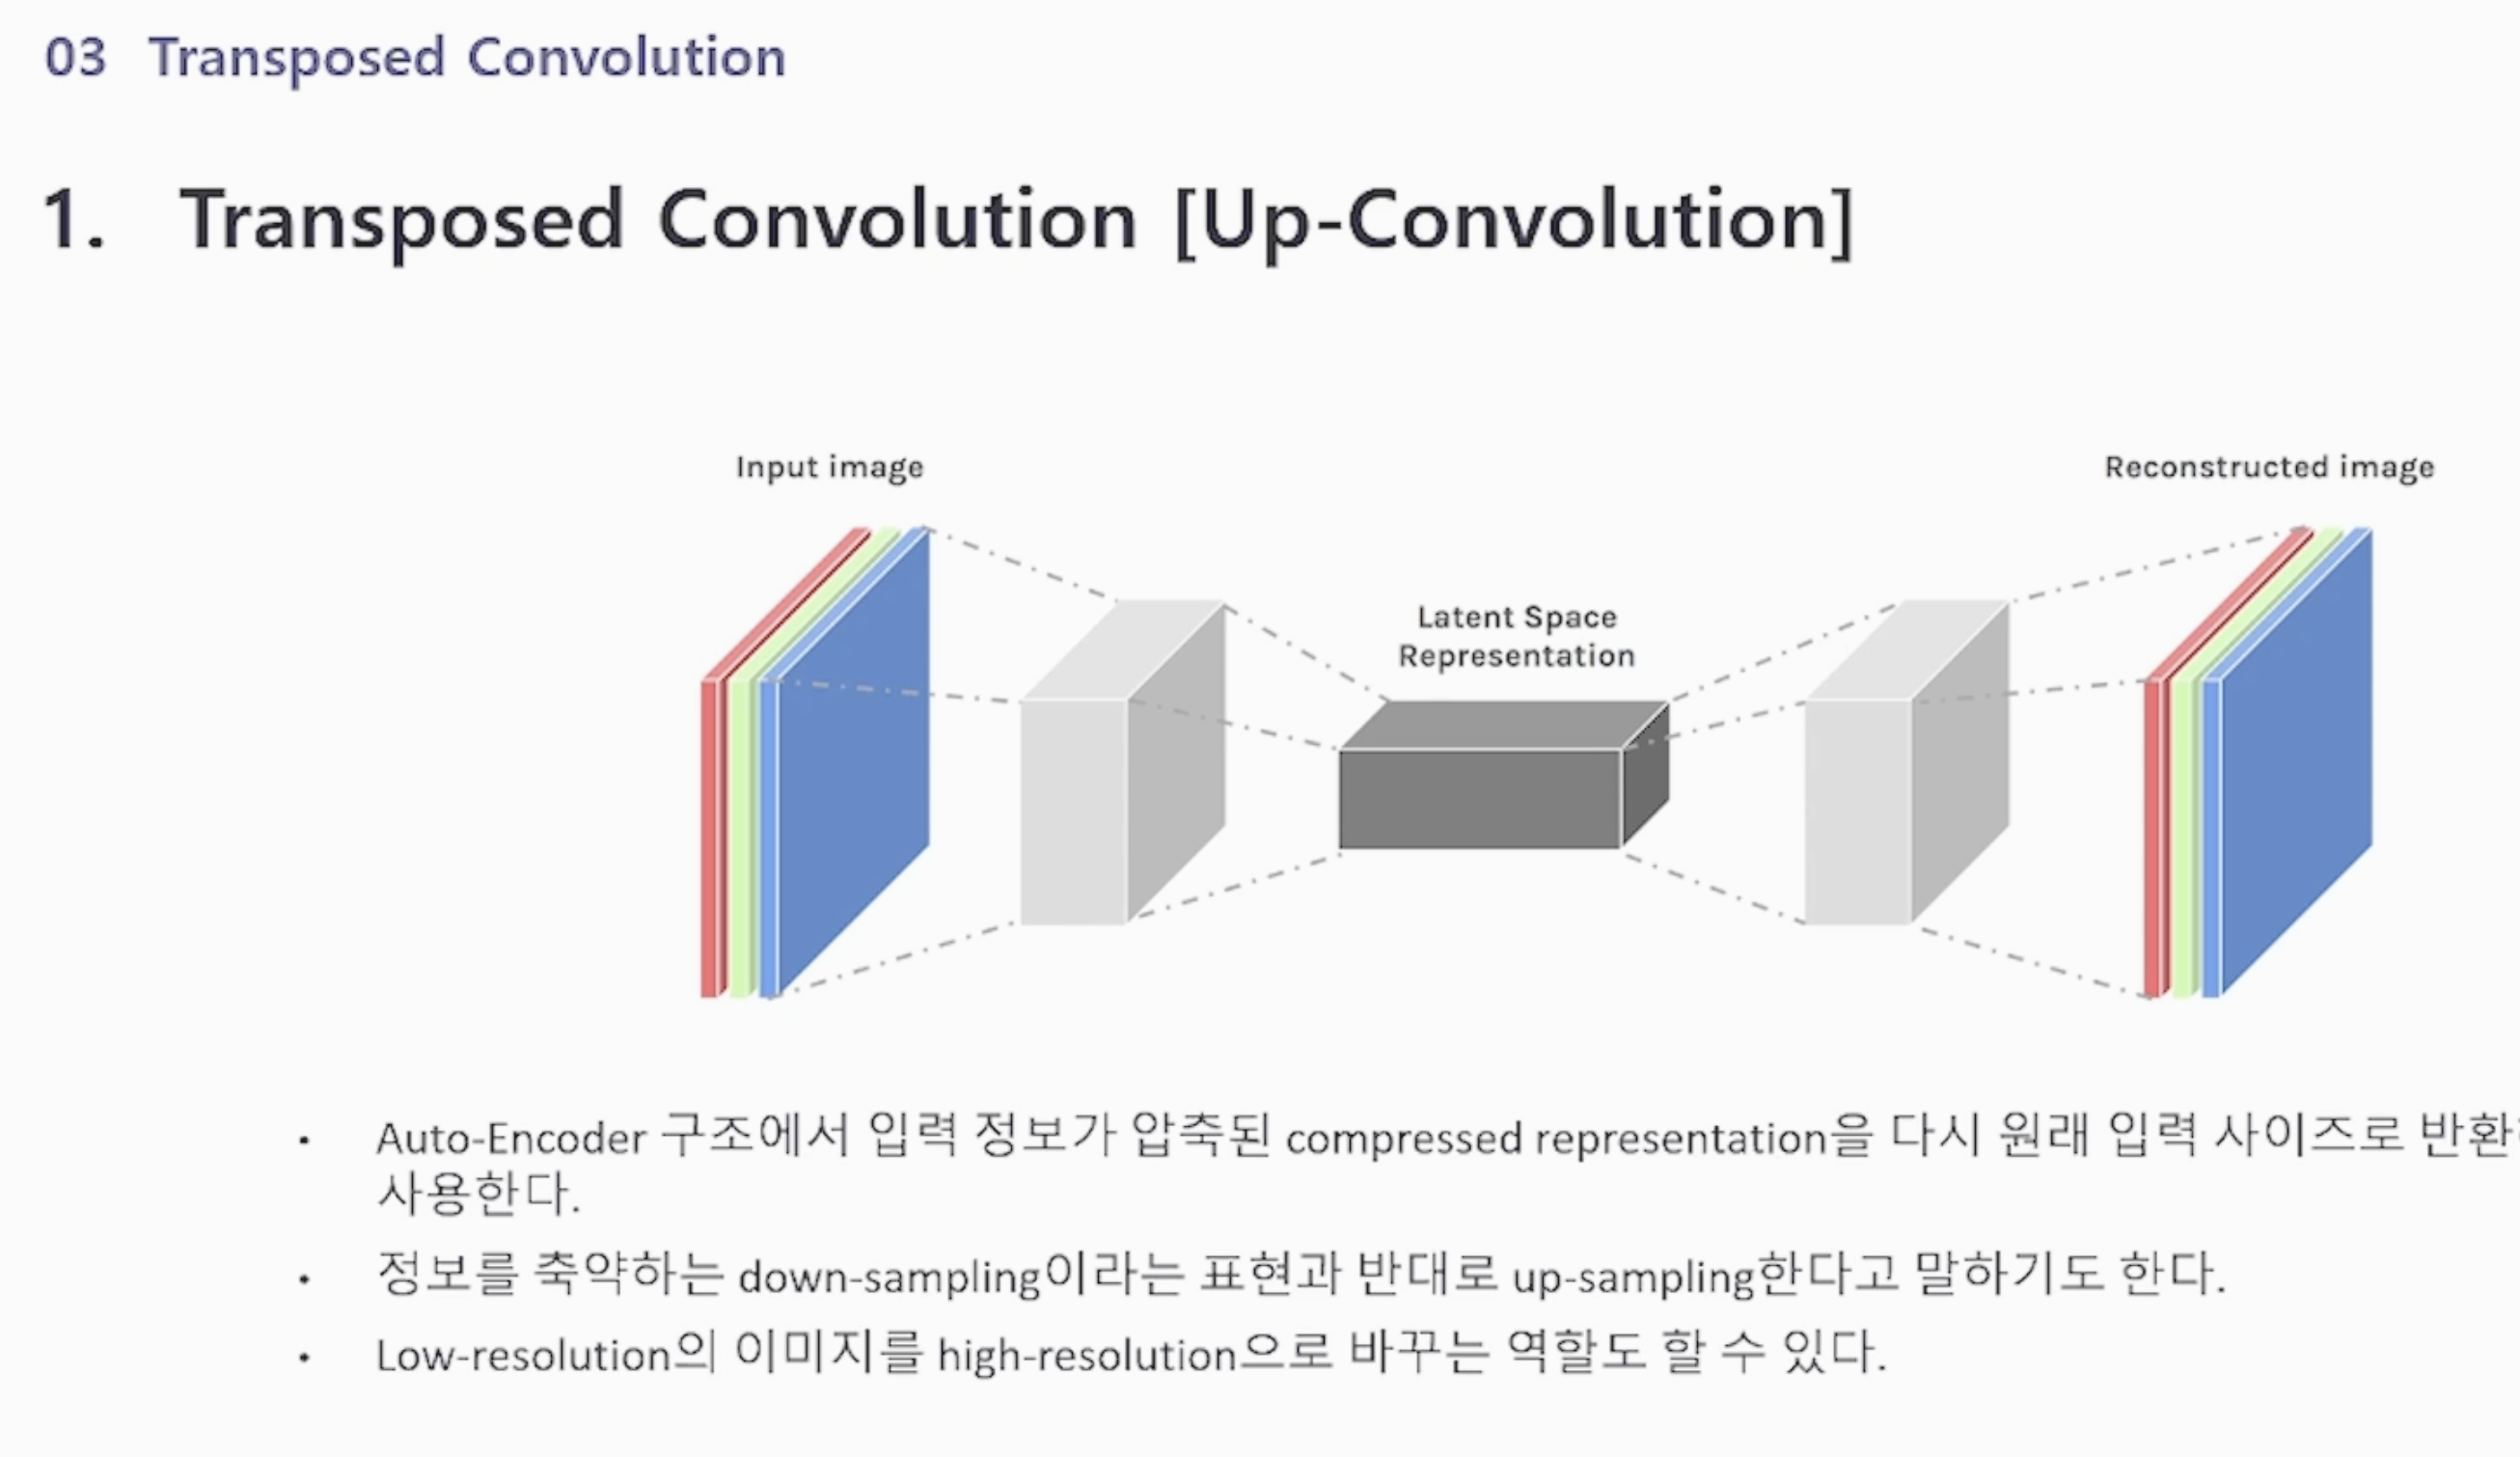 03 Transposed Convolution
1. Transposed Convolution [Up-Convolution]
Input image
Reconstructed image
Latent Space
Representation
• Auto-Encoder 구조에서 입력 정보가 압축된 compressed representation을 다시 원래 입력 사이즈로
사용한다.
• 정보를 축약하는 down-sampling이라는 표현과 반대로 up-sampling한다고 말하기도 한다.
• Low-resolution의 이미지를 high-resolution으로 바꾸는 역할도 할 수 있다.